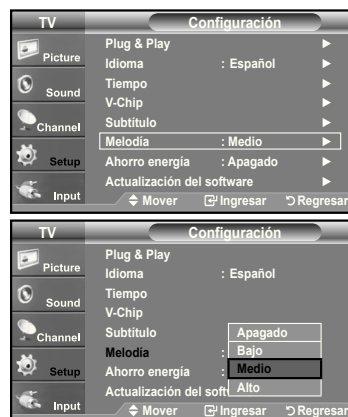 TV Configuración
Picture
Sound
Channel
Setup
Input
Plug & Play
Idioma : Español
Tiempo
V-Chip
Subtítulo
Melodía : Medio
Ahorro energía : Apagado
Actualización del software
Mover Ingresar Regresar
TV Configuración
Picture
Sound
Channel
Setup
Input
Plug & Play
Idioma : Español
Tiempo
V-Chip
Subtítulo
Melodía :
Ahorro energía :
Actualización del soft
Apagado
Bajo
Medio
Alto
Mover Ingresar Regresar